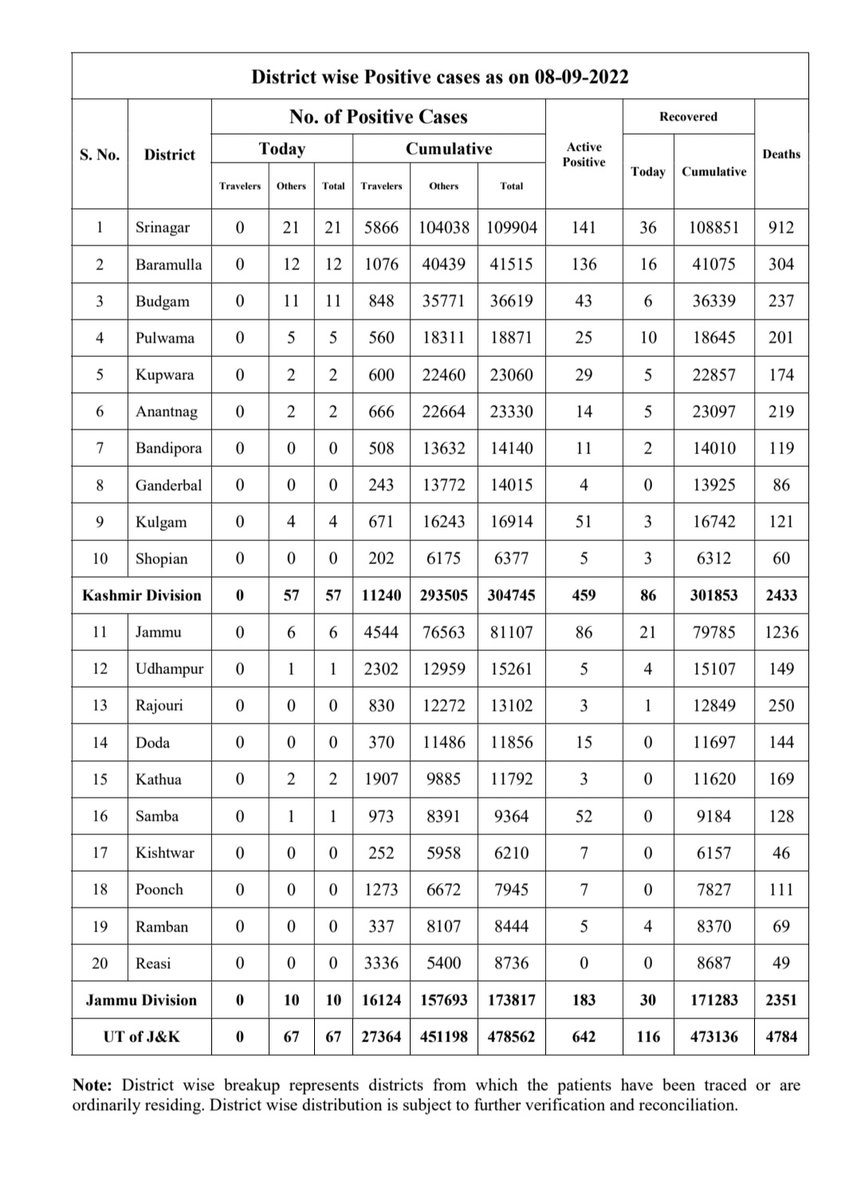 District wise Positive cases as on 08-09-2022
S. No. District No. of Positive Cases Active Positive Recovered Deaths
Today Cumulative Today Cumulative
Travelers Others Total Travelers Others Total
1 Srinagar 0 21 21 5866 104038 109904 141 36 108851 912
2 Baramulla 0 12 12 1076 40439 41515 136 16 41075 304
3 Budgam 0 11 11 848 35771 36619 43 6 36339 237
4 Pulwama 0 5 5 560 18311 18871 25 10 18645 201
5 Kupwara 0 2 2 600 22460 23060 29 5 22857 174
6 Anantnag 0 2 2 666 22664 23330 14 5 23097 219
7 Bandipora 0 0 0 508 13632 14140 11 2 14010 119
8 Ganderbal 0 0 0 243 13772 14015 4 0 13925 86
9 Kulgam 0 4 4 671 16243 16914 51 3 16742 121
10 Shopian 0 0 0 202 6175 6377 5 3 6312 60
Kashmir Division 0 57 57 11240 293505 304745 459 86 301853 2433
11 Jammu 0 6 6 4544 76563 81107 86 21 79785 1236
12 Udhampur 0 1 1 2302 12959 15261 5 4 15107 149
13 Rajouri 0 0 0 830 12272 13102 3 1 12849 250
14 Doda 0 0 0 370 11486 11856 15 0 11697 144
15 Kathua 0 2 2 1907 9885 11792 3 0 11620 169
16 Samba 0 1 1 973 8391 9364 52 0 9184 128
17 Kishtwar 0 0 0 252 5958 6210 7 0 6157 46
18 Poonch 0 0 0 1273 6672 7945 7 0 7827 111
19 Ramban 0 0 0 337 8107 8444 5 4 8370 69
20 Reasi 0 0 0 3336 5400 8736 0 0 8687 49
Jammu Division 0 10 10 16124 157693 173817 183 30 171283 2351
UT of J&K 0 67 67 27364 451198 478562 642 116 473136 4784
Note: District wise breakup represents districts from which the patients have been traced or are
ordinarily residing. District wise distribution is subject to further verification and reconciliation.